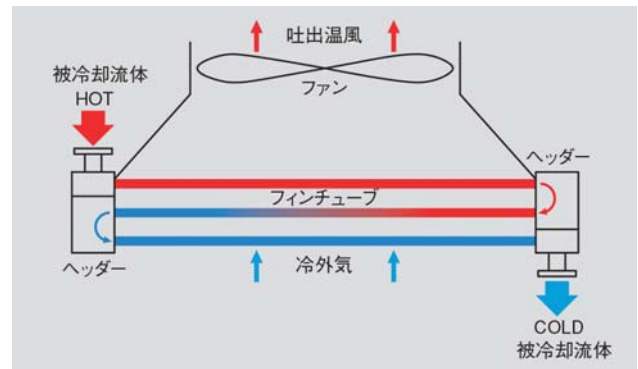 吐出温風
被冷却流体
HOT
ファン
ヘッダー
フィンチューブ
ヘッダー
冷外気
COLD
被冷却流体